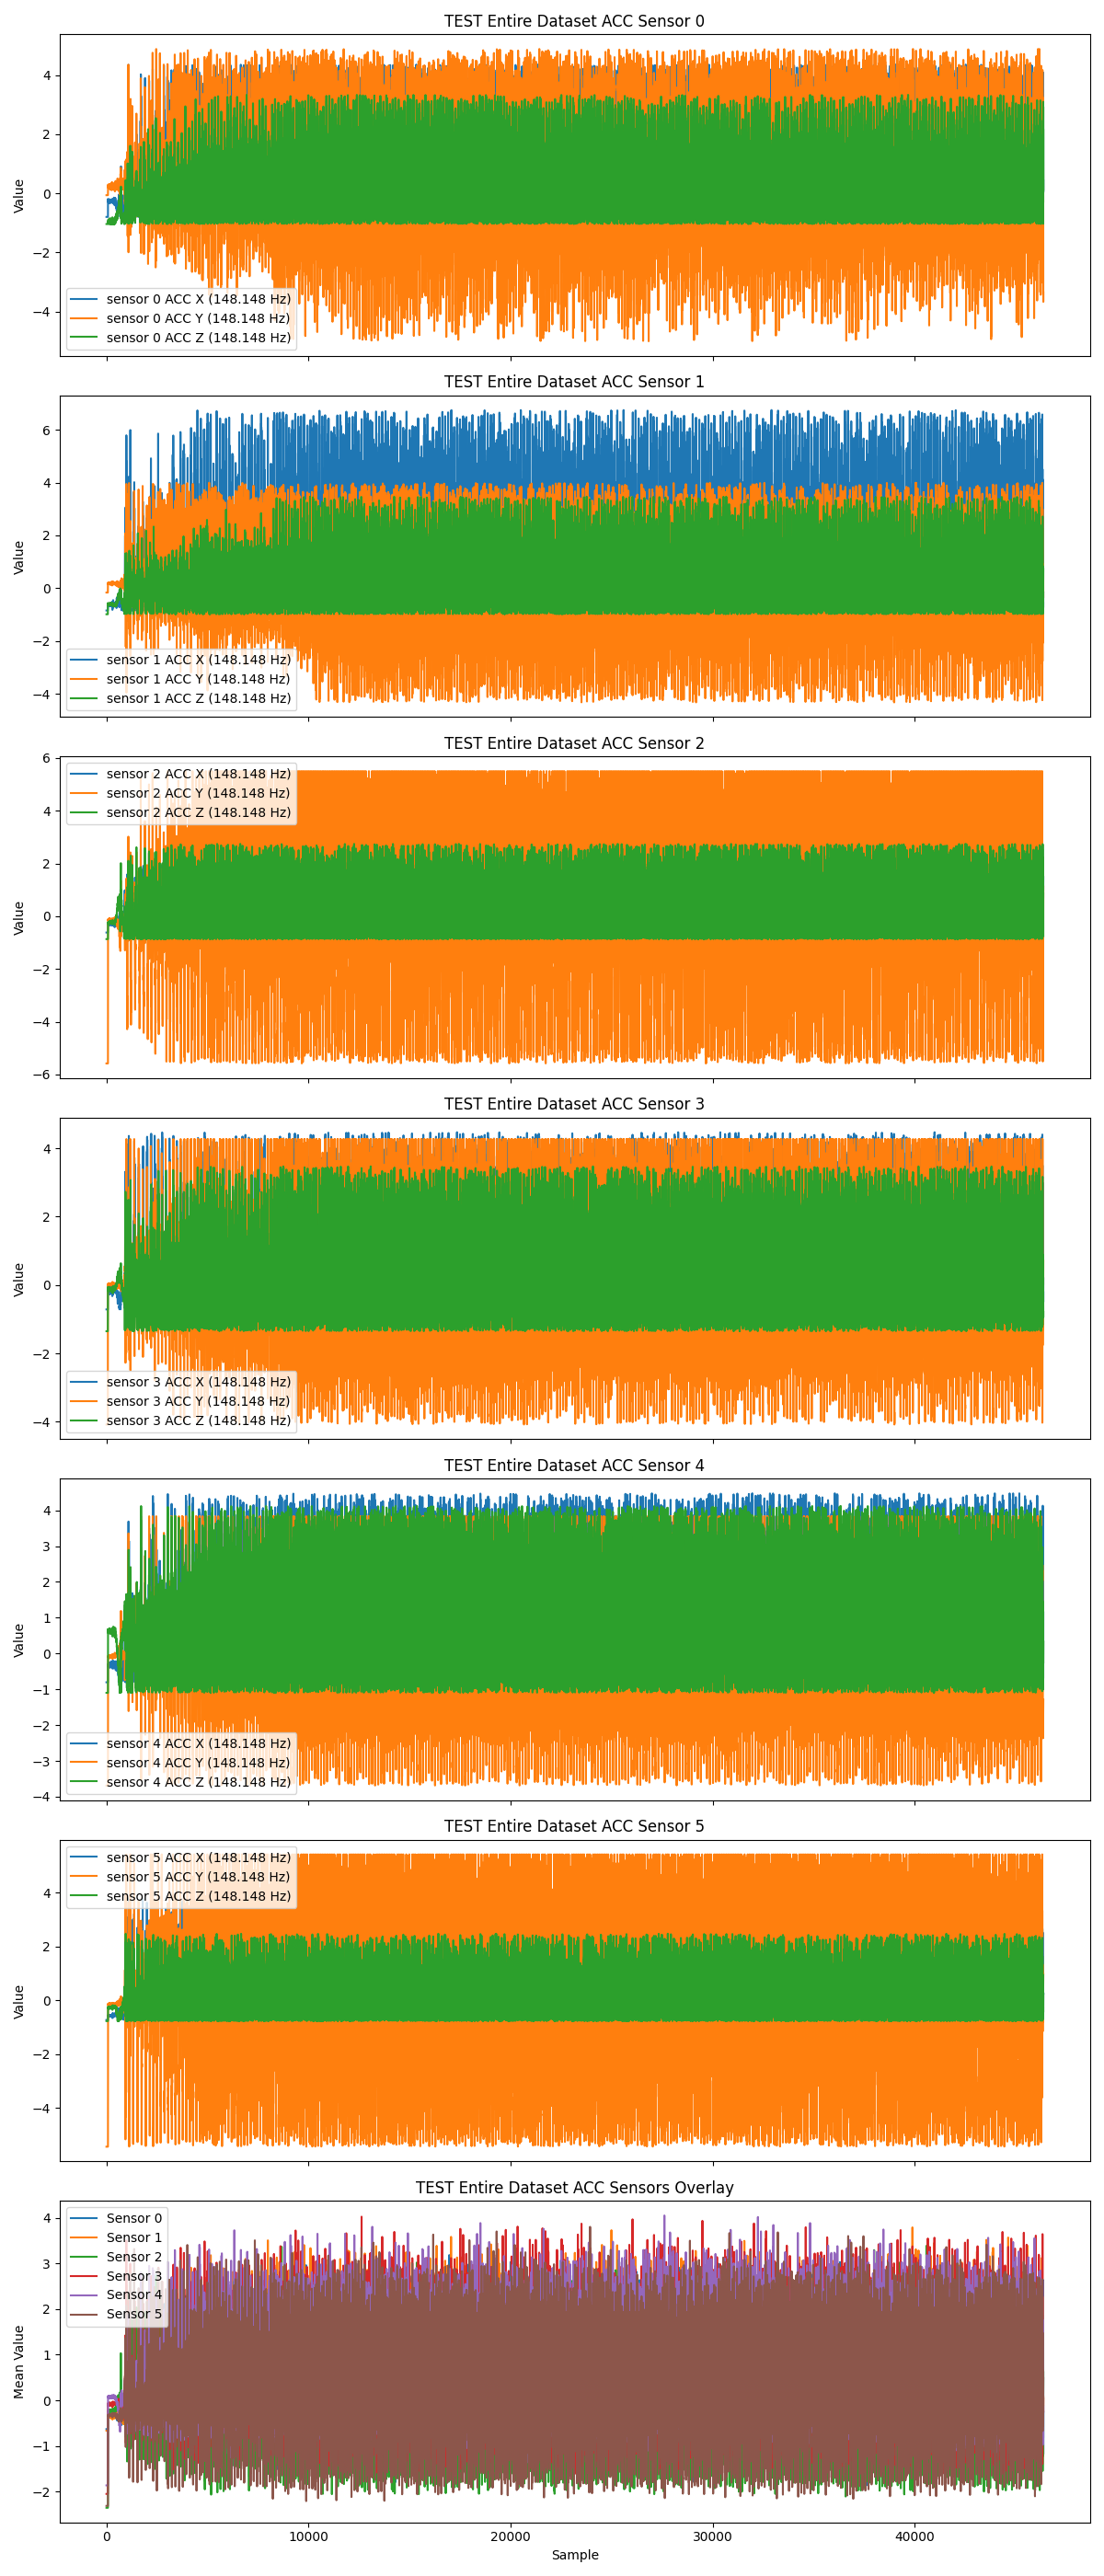 TEST Entire Dataset ACC Sensor 0
4
2
0
−2
−4
Value
sensor 0 ACC X (148.148 Hz)
sensor 0 ACC Y (148.148 Hz)
sensor 0 ACC Z (148.148 Hz)
TEST Entire Dataset ACC Sensor 1
6
4
2
0
−2
−4
Value
sensor 1 ACC X (148.148 Hz)
sensor 1 ACC Y (148.148 Hz)
sensor 1 ACC Z (148.148 Hz)
TEST Entire Dataset ACC Sensor 2
6
4
2
0
−2
−4
−6
Value
sensor 2 ACC X (148.148 Hz)
sensor 2 ACC Y (148.148 Hz)
sensor 2 ACC Z (148.148 Hz)
TEST Entire Dataset ACC Sensor 3
4
2
0
−2
−4
Value
sensor 3 ACC X (148.148 Hz)
sensor 3 ACC Y (148.148 Hz)
sensor 3 ACC Z (148.148 Hz)
TEST Entire Dataset ACC Sensor 4
4
3
2
1
0
−1
−2
−3
−4
Value
sensor 4 ACC X (148.148 Hz)
sensor 4 ACC Y (148.148 Hz)
sensor 4 ACC Z (148.148 Hz)
TEST Entire Dataset ACC Sensor 5
4
2
0
−2
−4
Value
sensor 5 ACC X (148.148 Hz)
sensor 5 ACC Y (148.148 Hz)
sensor 5 ACC Z (148.148 Hz)
TEST Entire Dataset ACC Sensors Overlay
4
3
2
1
0
−1
−2
Mean Value
Sensor 0
Sensor 1
Sensor 2
Sensor 3
Sensor 4
Sensor 5
0 10000 20000 30000 40000
Sample